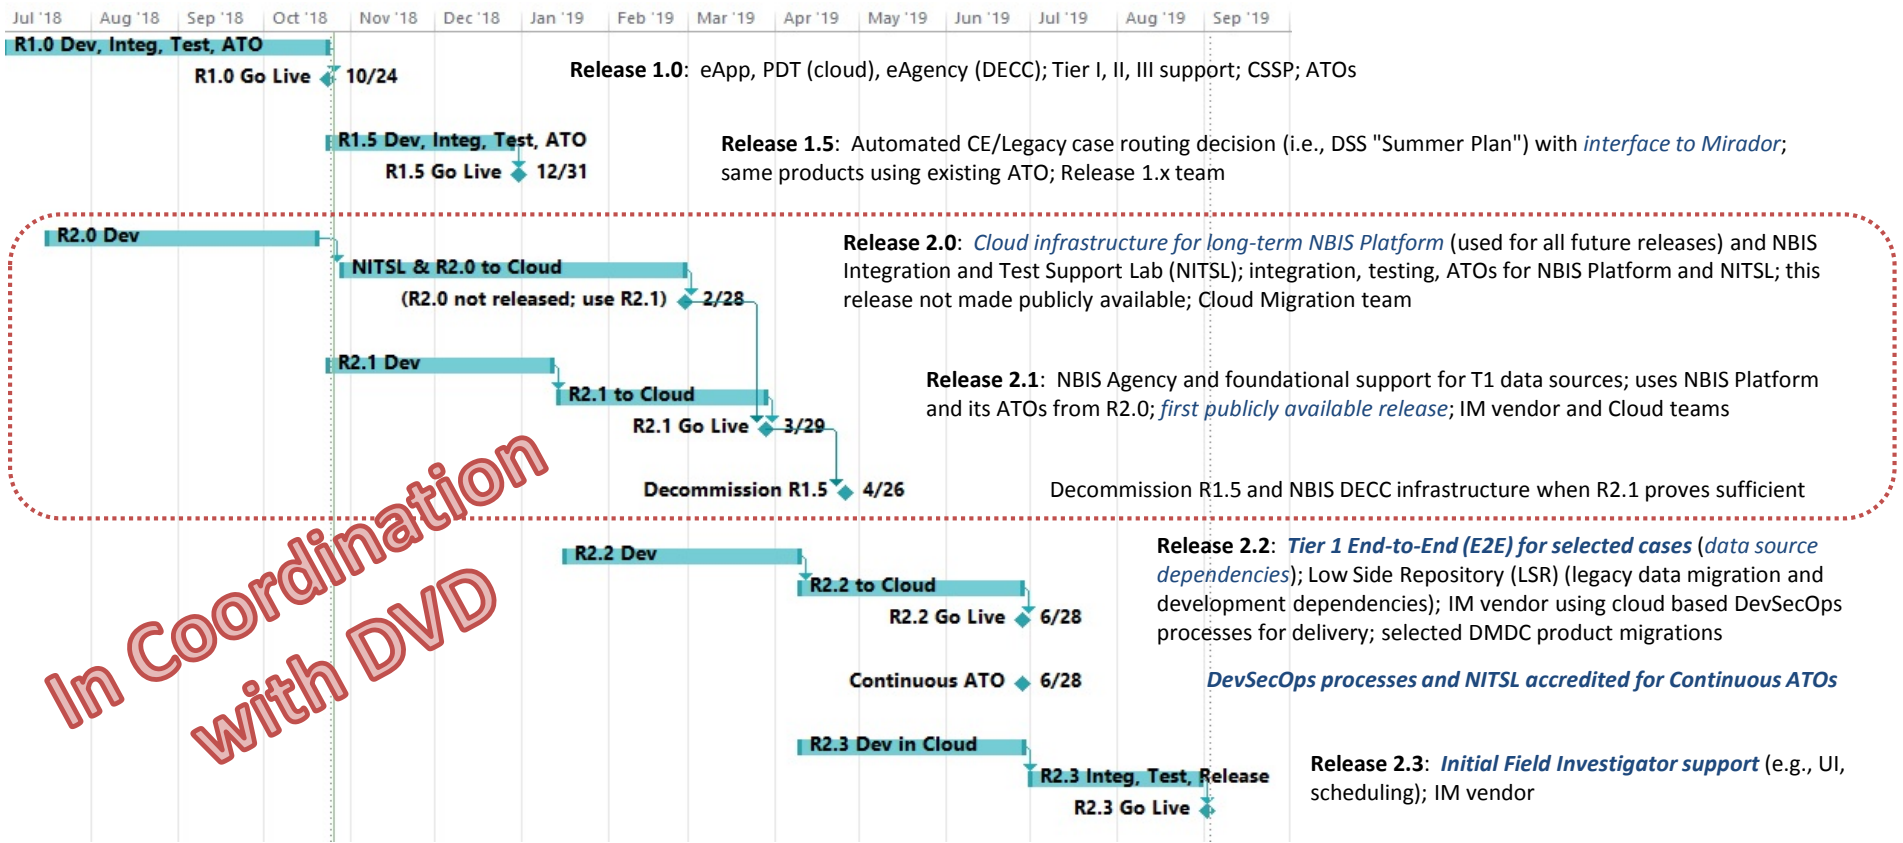 Jul '18 Aug '18 Sep '18 Oct '18 Nov '18 Dec '18 Jan '19 Feb '19 Mar '19 Apr '19 May '19 Jun '19 Jul '19 Aug '19 Sep '19
R1.0 Dev, Integ, Test, ATO
R1.0 Go Live 10/24
Release 1.0: eApp, PDT (cloud), eAgency (DECC); Tier I, II, III support; CSSP; ATOs
R1.5 Dev, Integ, Test, ATO
R1.5 Go Live 12/31
Release 1.5: Automated CE/Legacy case routing decision (i.e., DSS "Summer Plan") with interface to Mirador;
same products using existing ATO; Release 1.x team
R2.0 Dev
NITSL & R2.0 to Cloud
(R2.0 not released; use R2.1) 2/28
Release 2.0: Cloud infrastructure for long-term NBIS Platform (used for all future releases) and NBIS
Integration and Test Support Lab (NITSL); integration, testing, ATOs for NBIS Platform and NITSL; this
release not made publicly available; Cloud Migration team
R2.1 Dev
R2.1 to Cloud
R2.1 Go Live 3/29
Release 2.1: NBIS Agency and foundational support for T1 data sources; uses NBIS Platform
and its ATOs from R2.0; first publicly available release; IM vendor and Cloud teams
Decommission R1.5 4/26
Decommission R1.5 and NBIS DECC infrastructure when R2.1 proves sufficient
In Coordination
with DVD
R2.2 Dev
R2.2 to Cloud
R2.2 Go Live 6/28
Release 2.2: Tier 1 End-to-End (E2E) for selected cases (data source
dependencies); Low Side Repository (LSR) (legacy data migration and
development dependencies); IM vendor using cloud based DevSecOps
processes for delivery; selected DMDC product migrations
Continuous ATO 6/28
DevSecOps processes and NITSL accredited for Continuous ATOs
R2.3 Dev in Cloud
R2.3 Integ, Test, Release
R2.3 Go Live
Release 2.3: Initial Field Investigator support (e.g., UI,
scheduling); IM vendor